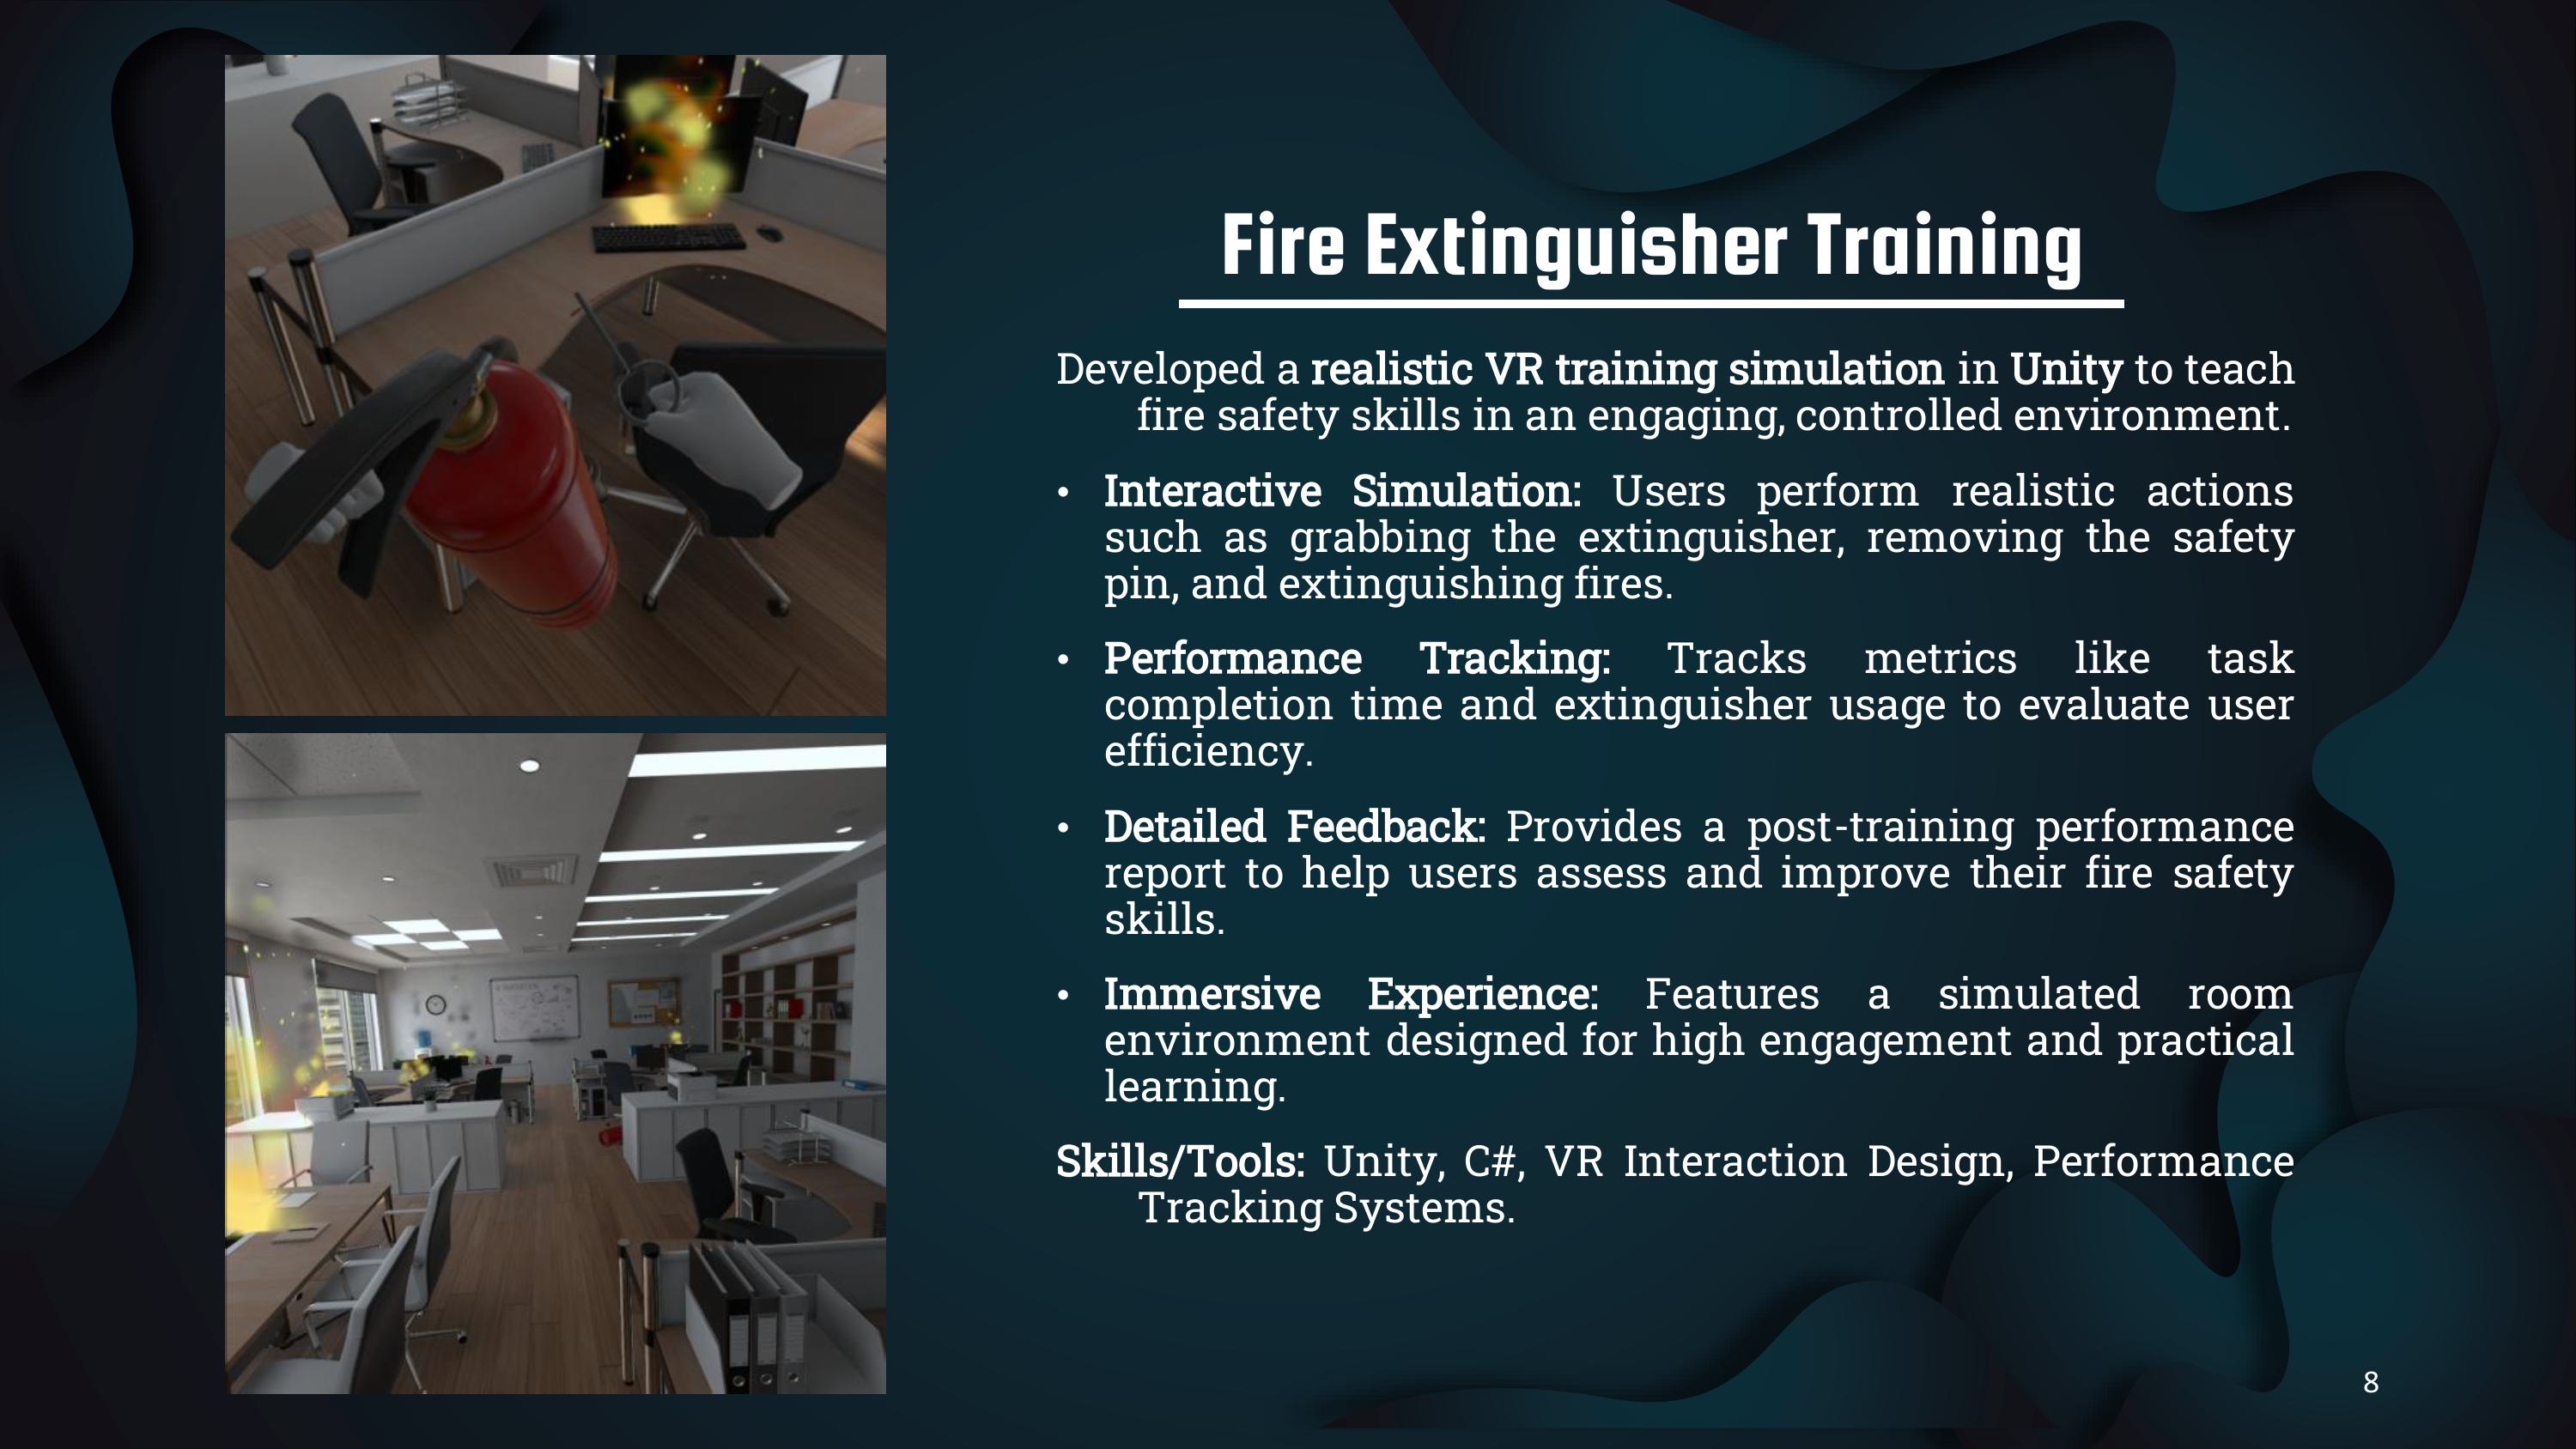 Fire Extinguisher Training
Developed a realistic VR training simulation in Unity to teach
fire safety skills in an engaging, controlled environment.
• Interactive Simulation: Users perform realistic actions
such as grabbing the extinguisher, removing the safety
pin, and extinguishing fires.
• Performance Tracking: Tracks metrics like task
completion time and extinguisher usage to evaluate user
efficiency.
• Detailed Feedback: Provides a post-training performance
report to help users assess and improve their fire safety
skills.
• Immersive Experience: Features a simulated room
environment designed for high engagement and practical
learning.
Skills/Tools: Unity, C#, VR Interaction Design, Performance
Tracking Systems.
8